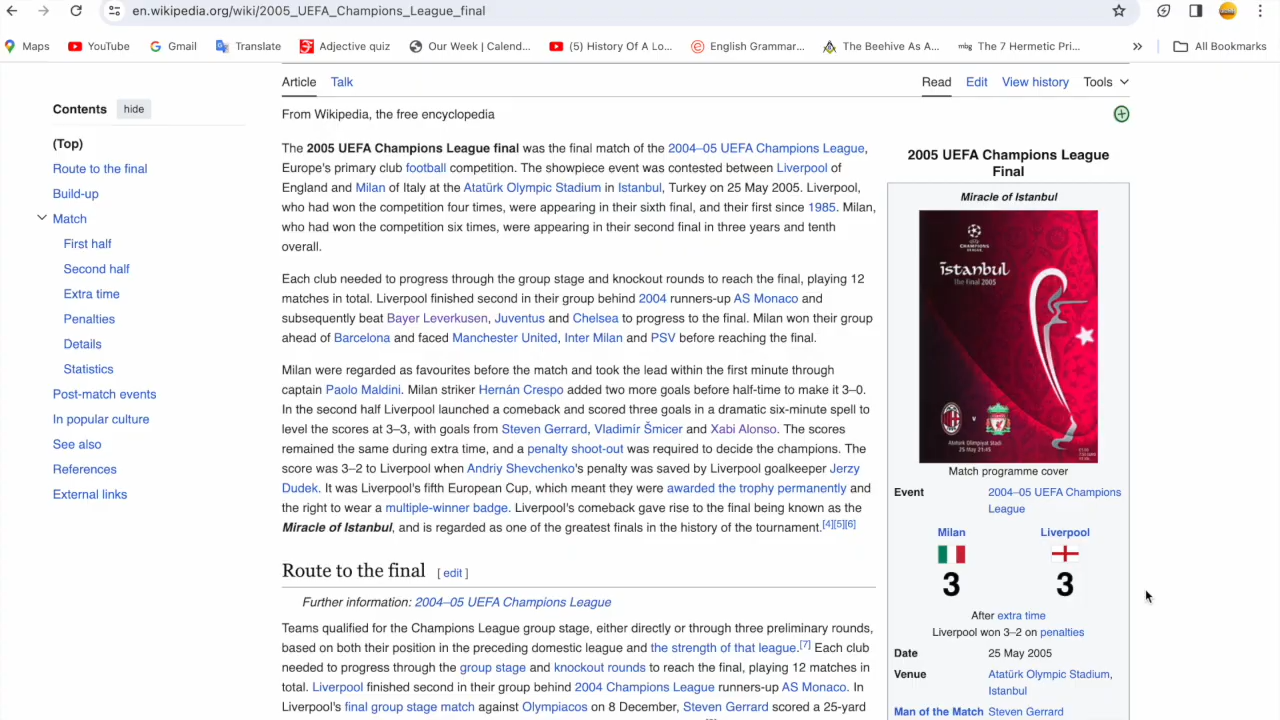 en.wikipedia.org/wiki/2005_UEFA_Champions_League_final
Maps
YouTube
Gmail
Translate
Adjective quiz
Our Week | Calend...
(5) History Of A Lo...
English Grammar...
The Beehive As A...
mbg The 7 Hermetic Pri...
»
All Bookmarks
Article Talk
Read Edit View history Tools
Contents hide
(Top)
Route to the final
Build-up
Match
First half
Second half
Extra time
Penalties
Details
Statistics
Post-match events
In popular culture
See also
References
External links
From Wikipedia, the free encyclopedia
The 2005 UEFA Champions League final was the final match of the 2004–05 UEFA Champions League,
Europe's primary club football competition. The showpiece event was contested between Liverpool of
England and Milan of Italy at the Atatürk Olympic Stadium in Istanbul, Turkey on 25 May 2005. Liverpool,
who had won the competition four times, were appearing in their sixth final, and their first since 1985. Milan,
who had won the competition six times, were appearing in their second final in three years and tenth
overall.
Each club needed to progress through the group stage and knockout rounds to reach the final, playing 12
matches in total. Liverpool finished second in their group behind 2004 runners-up AS Monaco and
subsequently beat Bayer Leverkusen, Juventus and Chelsea to progress to the final. Milan won their group
ahead of Barcelona and faced Manchester United, Inter Milan and PSV before reaching the final.
Milan were regarded as favourites before the match and took the lead within the first minute through
captain Paolo Maldini. Milan striker Hernán Crespo added two more goals before half-time to make it 3–0.
In the second half Liverpool launched a comeback and scored three goals in a dramatic six-minute spell to
level the scores at 3–3, with goals from Steven Gerrard, Vladimír Šmicer and Xabi Alonso. The scores
remained the same during extra time, and a penalty shoot-out was required to decide the champions. The
score was 3–2 to Liverpool when Andriy Shevchenko's penalty was saved by Liverpool goalkeeper Jerzy
Dudek. It was Liverpool's fifth European Cup, which meant they were awarded the trophy permanently and
the right to wear a multiple-winner badge. Liverpool's comeback gave rise to the final being known as the
Miracle of Istanbul, and is regarded as one of the greatest finals in the history of the tournament.[4][5][6]
Route to the final [ edit ]
Further information: 2004–05 UEFA Champions League
Teams qualified for the Champions League group stage, either directly or through three preliminary rounds,
based on both their position in the preceding domestic league and the strength of that league.[7] Each club
needed to progress through the group stage and knockout rounds to reach the final, playing 12 matches in
total. Liverpool finished second in their group behind 2004 Champions League runners-up AS Monaco. In
Liverpool's final group stage match against Olympiacos on 8 December, Steven Gerrard scored a 25-yard
2005 UEFA Champions League
Final
Miracle of Istanbul
CHAMPIONS
LEAGUE
istanbul
The Final 2005
v
Atatürk Olimpiyat Stadi
25 May 21:45
Match programme cover
Event 2004–05 UEFA Champions
League
Milan Liverpool
3 3
After extra time
Liverpool won 3–2 on penalties
Date 25 May 2005
Venue Atatürk Olympic Stadium,
Istanbul
Man of the Match Steven Gerrard